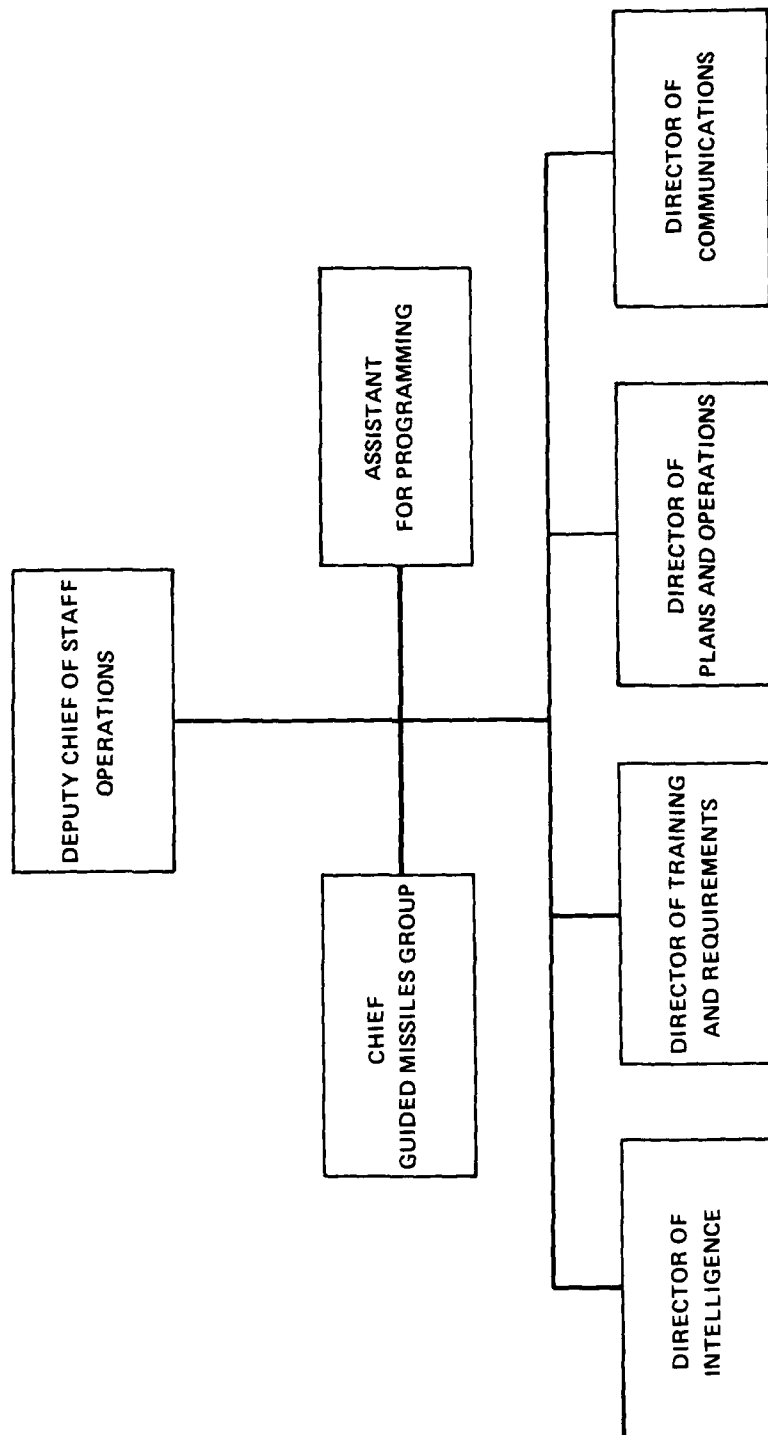 DEPUTY CHIEF OF STAFF
OPERATIONS
CHIEF
GUIDED MISSILES GROUP
ASSISTANT
FOR PROGRAMMING
DIRECTOR OF
INTELLIGENCE
DIRECTOR OF TRAINING
AND REQUIREMENTS
DIRECTOR OF
PLANS AND OPERATIONS
DIRECTOR OF
COMMUNICATIONS